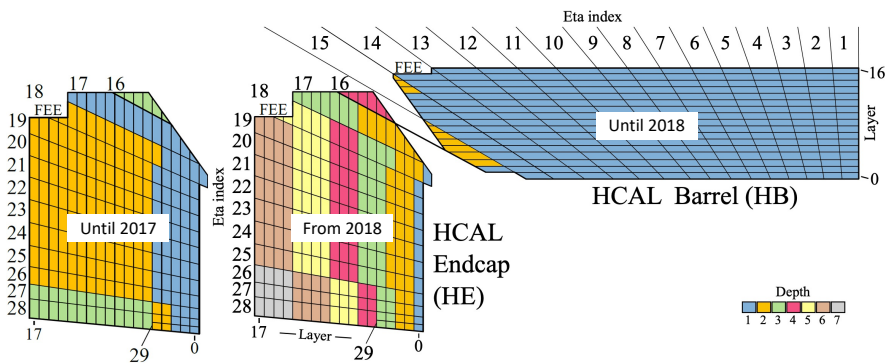 Eta index
15 14 13 12 11 10 9 8 7 6 5 4 3 2 1
FEE
16
Until 2018
Layer
0
HCAL Barrel (HB)
18 17 16
FEE
19
20
21
22
23
24
25
26
27
28
Until 2017
17
29
0
Eta index
18 17 16
FEE
19
20
21
22
23
24
25
26
27
28
From 2018
17
Layer
29
0
HCAL
Endcap
(HE)
Depth
1 2 3 4 5 6 7